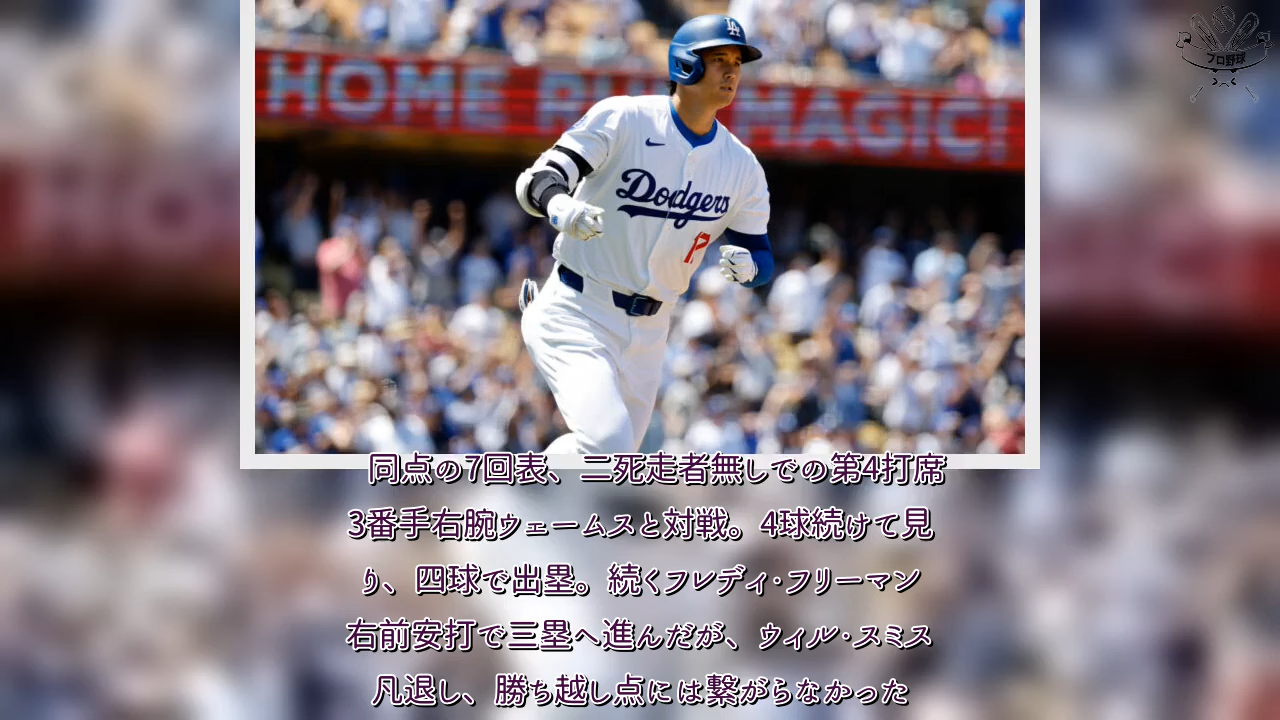 プロ野球
LA
HOME RU MAGIC!
Dodgers
17
同点の7回表、二死走者無しでの第4打席
3番手右腕ウェームスと対戦。4球続けて見
り、四球で出塁。続くフレディ・フリーマン
右前安打で三塁へ進んだが、ウィル・スミス
凡退し、勝ち越し点には繋がらなかった